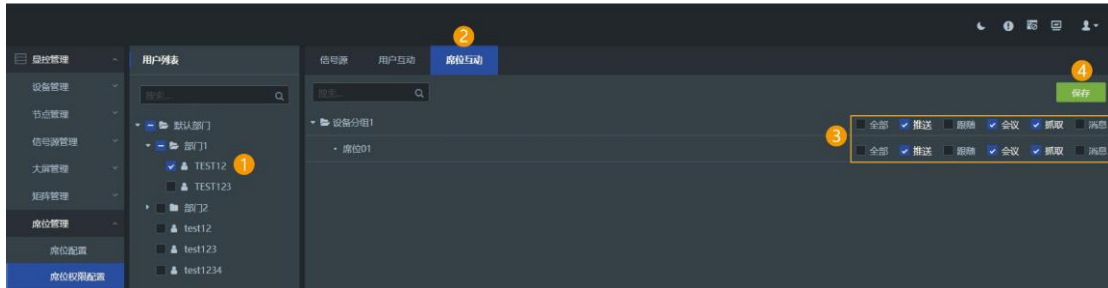 2
显控管理
用户列表
信号源
用户互动
席位互动
4
设备管理
搜索...
搜索...
保存
节点管理
默认部门
设备分组1
3
全部 推送 跟随 会议 抓取 消息
信号源管理
部门1
席位01
全部 推送 跟随 会议 抓取 消息
大屏管理
TEST12
1
矩阵管理
TEST123
部门2
席位管理
test12
席位配置
test123
席位权限配置
test1234